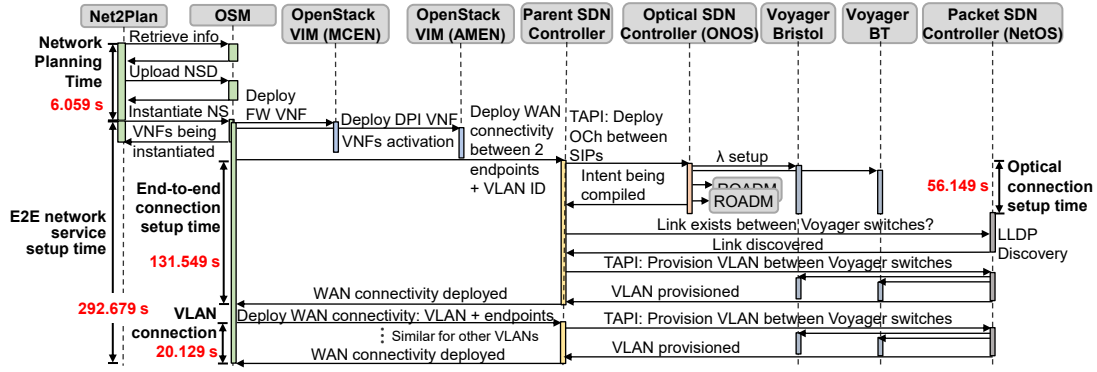 Net2Plan
OSM
OpenStack
VIM (MCEN)
OpenStack
VIM (AMEN)
Parent SDN
Controller
Optical SDN
Controller (ONOS)
Voyager
Bristol
Voyager
BT
Packet SDN
Controller (NetOS)
Network
Planning
Time
6.059 s
Retrieve info.
Upload NSD
Instantiate NS
VNFs being
instantiated
Deploy
FW VNF
Deploy DPI VNF
VNFs activation
Deploy WAN
connectivity
between 2
endpoints
+ VLAN ID
TAPI: Deploy
OCh between
SIPs
Intent being
compiled
λ setup
ROADM
ROADM
56.149 s
Optical
connection
setup time
E2E network
service
setup time
292.679 s
End-to-end
connection
setup time
131.549 s
Link exists between Voyager switches?
Link discovered
LLDP
Discovery
TAPI: Provision VLAN between Voyager switches
VLAN provisioned
WAN connectivity deployed
VLAN
connection
20.129 s
Deploy WAN connectivity: VLAN + endpoints
Similar for other VLANs
WAN connectivity deployed
TAPI: Provision VLAN between Voyager switches
VLAN provisioned